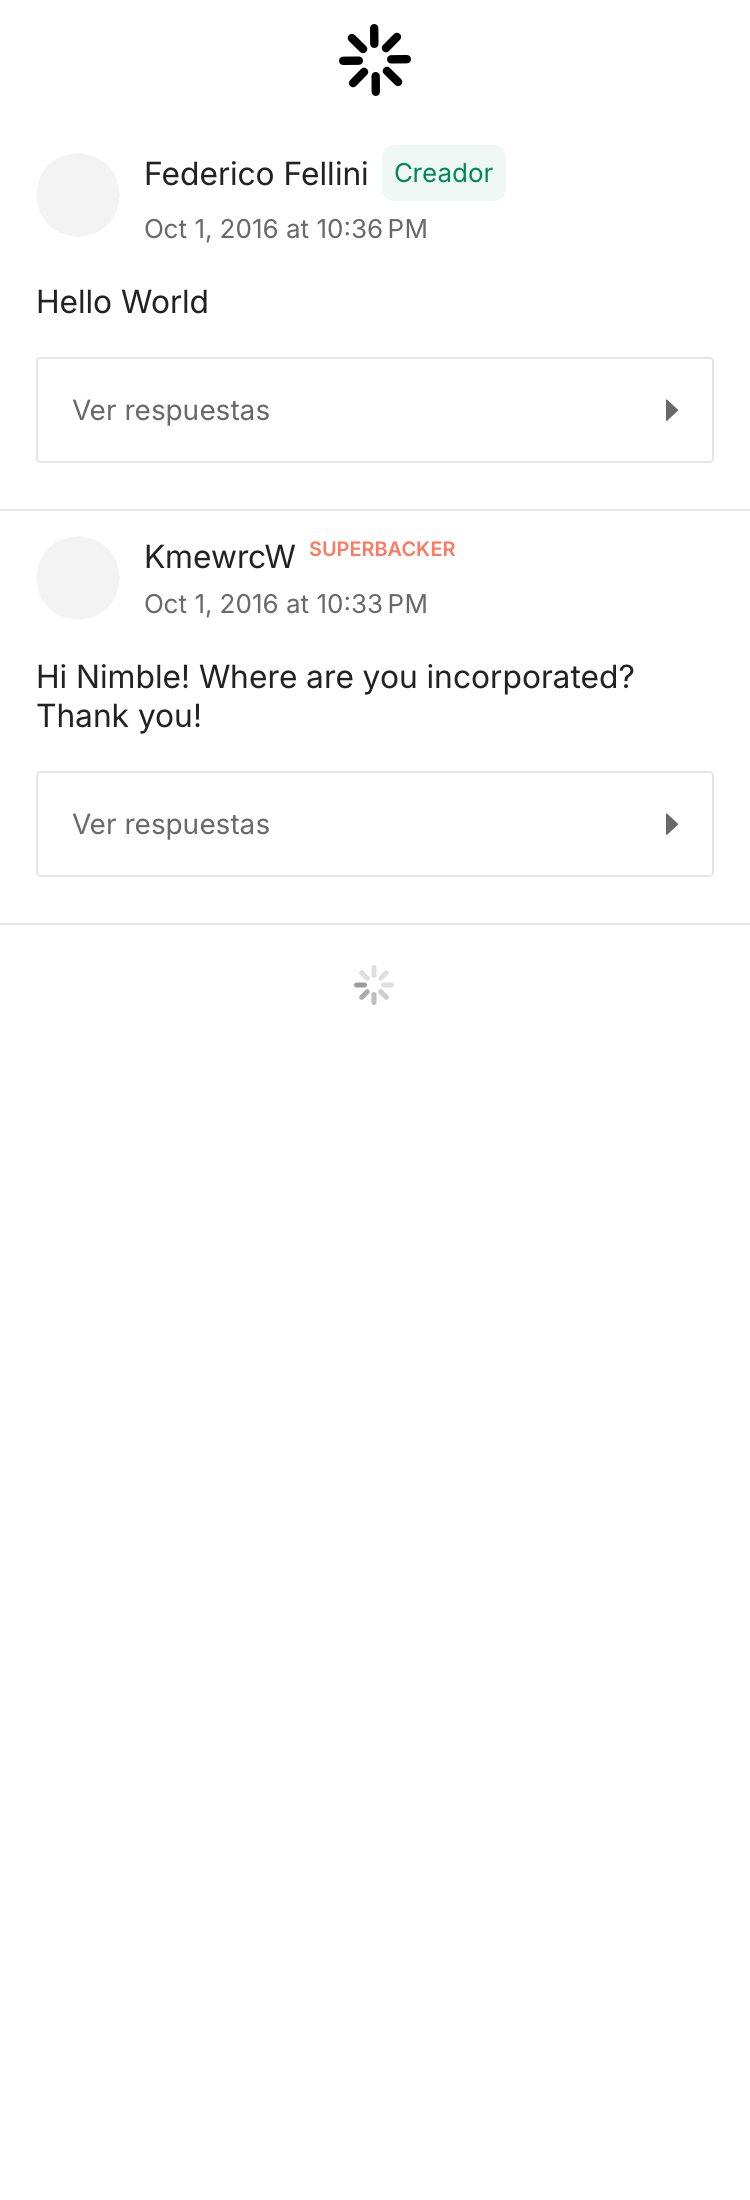 Federico Fellini Creador
Oct 1, 2016 at 10:36 PM
Hello World
Ver respuestas
KmewrcW SUPERBACKER
Oct 1, 2016 at 10:33 PM
Hi Nimble! Where are you incorporated?
Thank you!
Ver respuestas